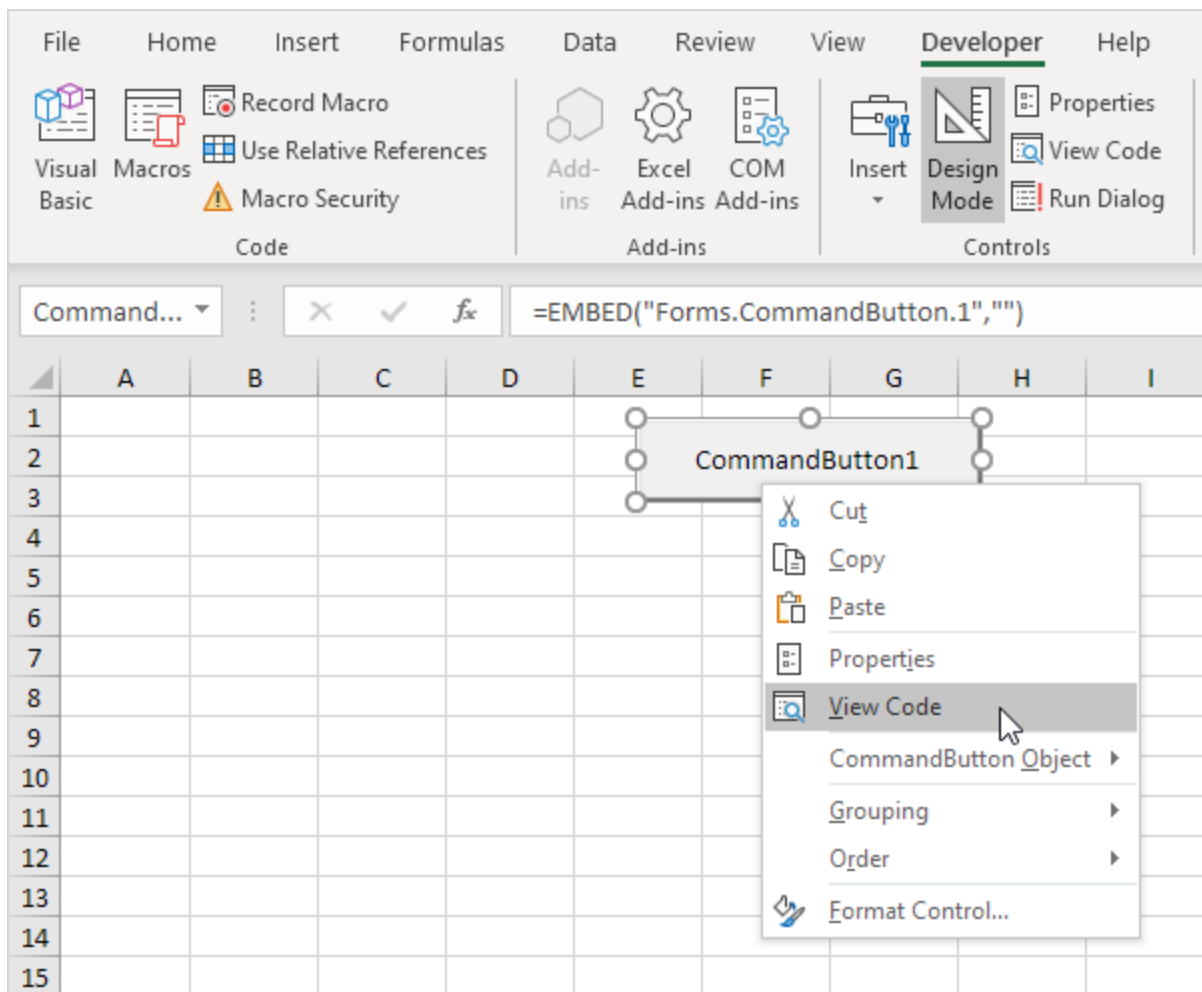 File Home Insert Formulas Data Review View Developer Help
Record Macro
Use Relative References
Macro Security
Visual Basic
Macros
Code
Add-ins
Excel Add-ins
COM Add-ins
Add-ins
Insert
Design Mode
Properties
View Code
Run Dialog
Controls
Command... fx =EMBED("Forms.CommandButton.1","")
A B C D E F G H I
1
2
3
4
5
6
7
8
9
10
11
12
13
14
15
CommandButton1
Cut
Copy
Paste
Properties
View Code
CommandButton Object
Grouping
Order
Format Control...